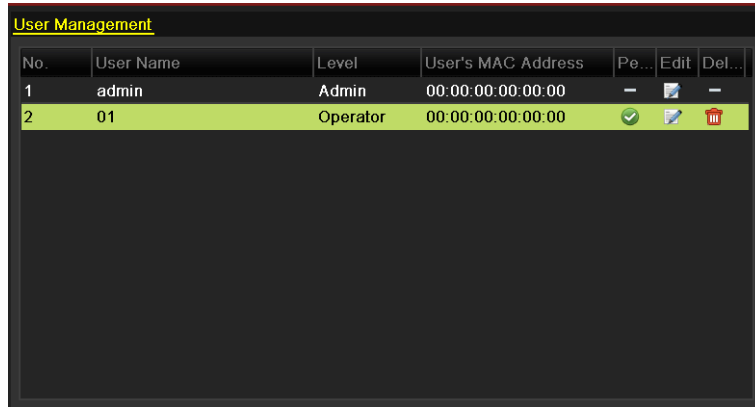 User Management
No. User Name Level User's MAC Address Pe... Edit Del...
1 admin Admin 00:00:00:00:00:00 – –
2 01 Operator 00:00:00:00:00:00